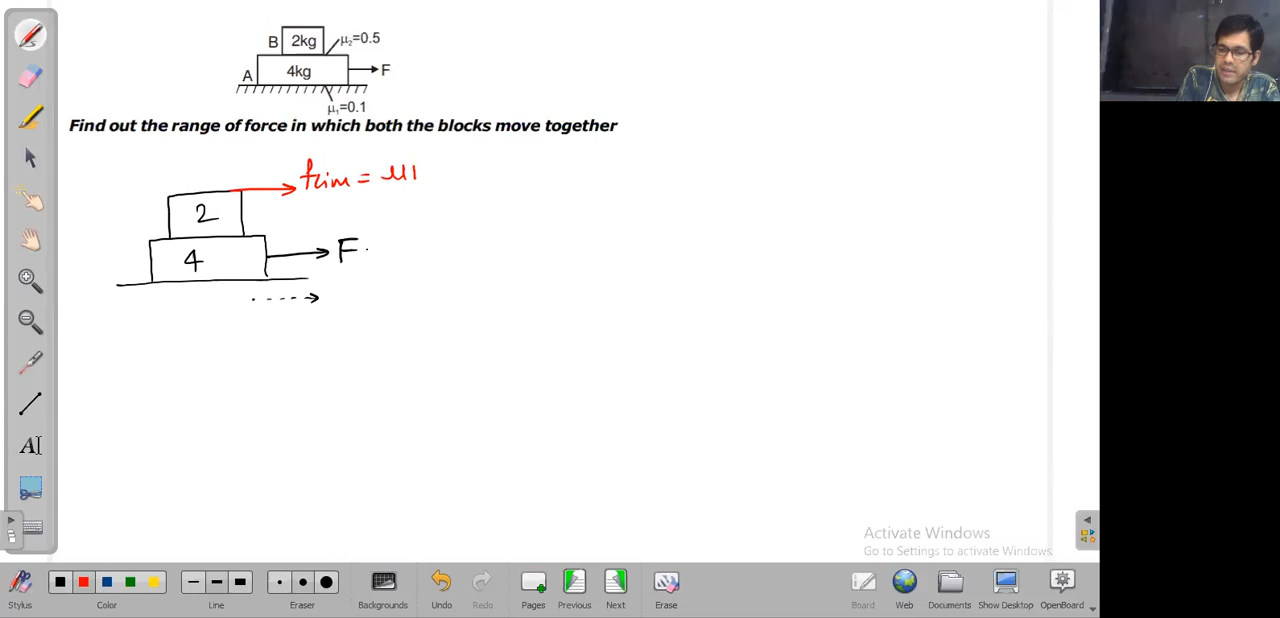 B 2kg μ₂=0.5
A 4kg F
μ₁=0.1
Find out the range of force in which both the blocks move together
flim = μ
2
F
4
Activate Windows
Go to Settings to activate Windows.
Stylus Color Line Eraser Backgrounds Undo Redo Pages Previous Next Erase Board Web Documents Show Desktop OpenBoard